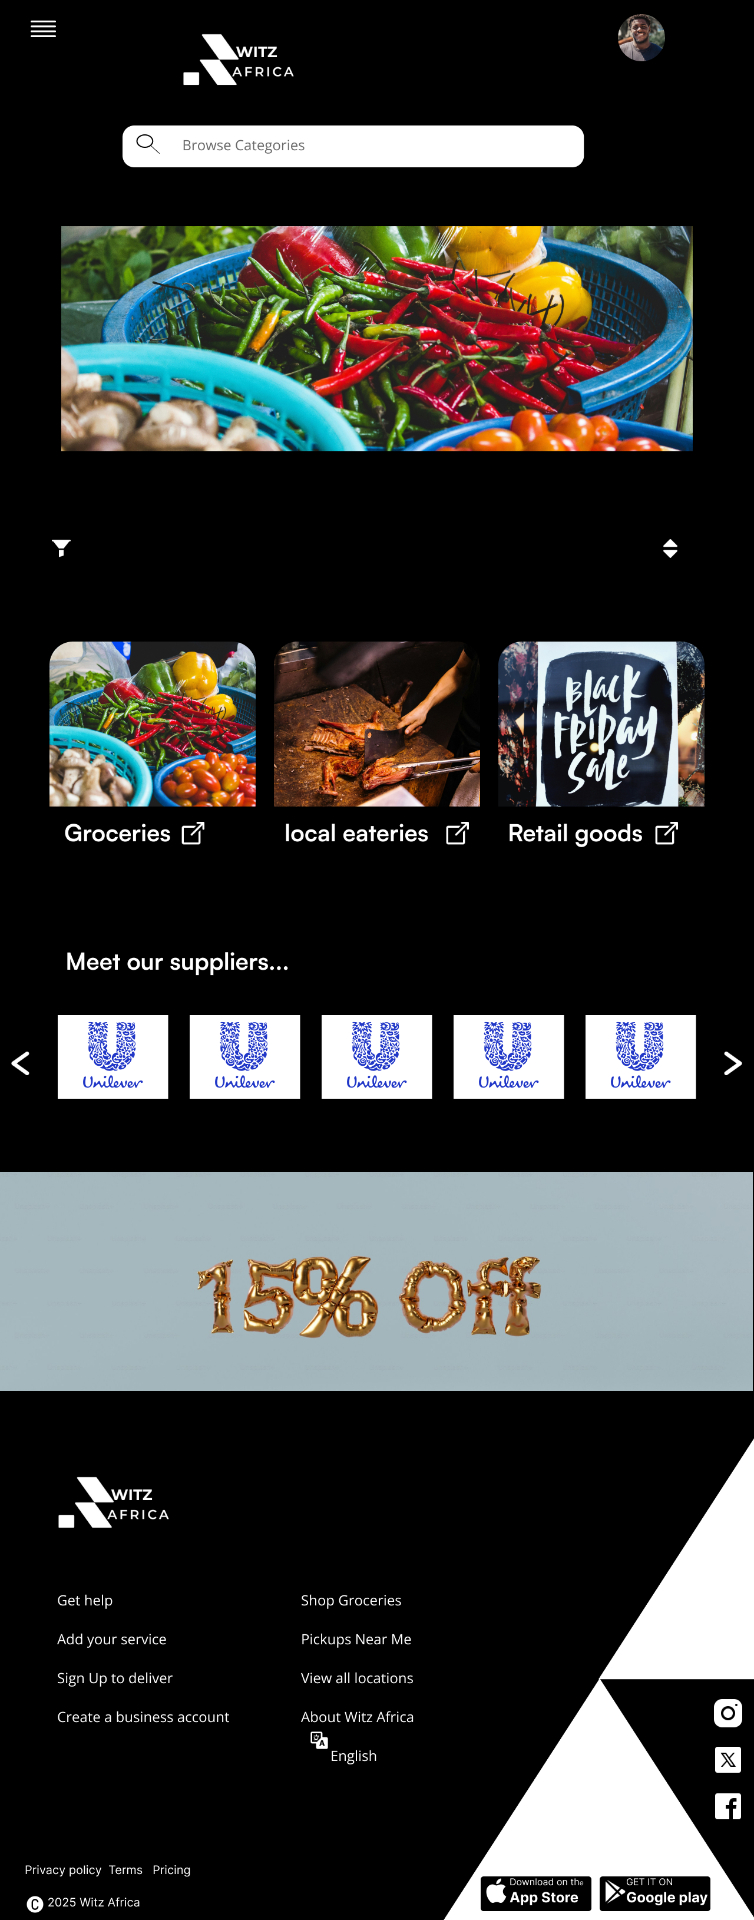 WITZ
AFRICA
Browse Categories
BLACK
FRIDAY
SALE
Groceries
local eateries
Retail goods
Meet our suppliers...
Unilever
Unilever
Unilever
Unilever
Unilever
15% Off
WITZ
AFRICA
Get help
Shop Groceries
Add your service
Pickups Near Me
Sign Up to deliver
View all locations
Create a business account
About Witz Africa
English
Privacy policy Terms Pricing
© 2025 Witz Africa
Download on the
App Store
GET IT ON
Google play